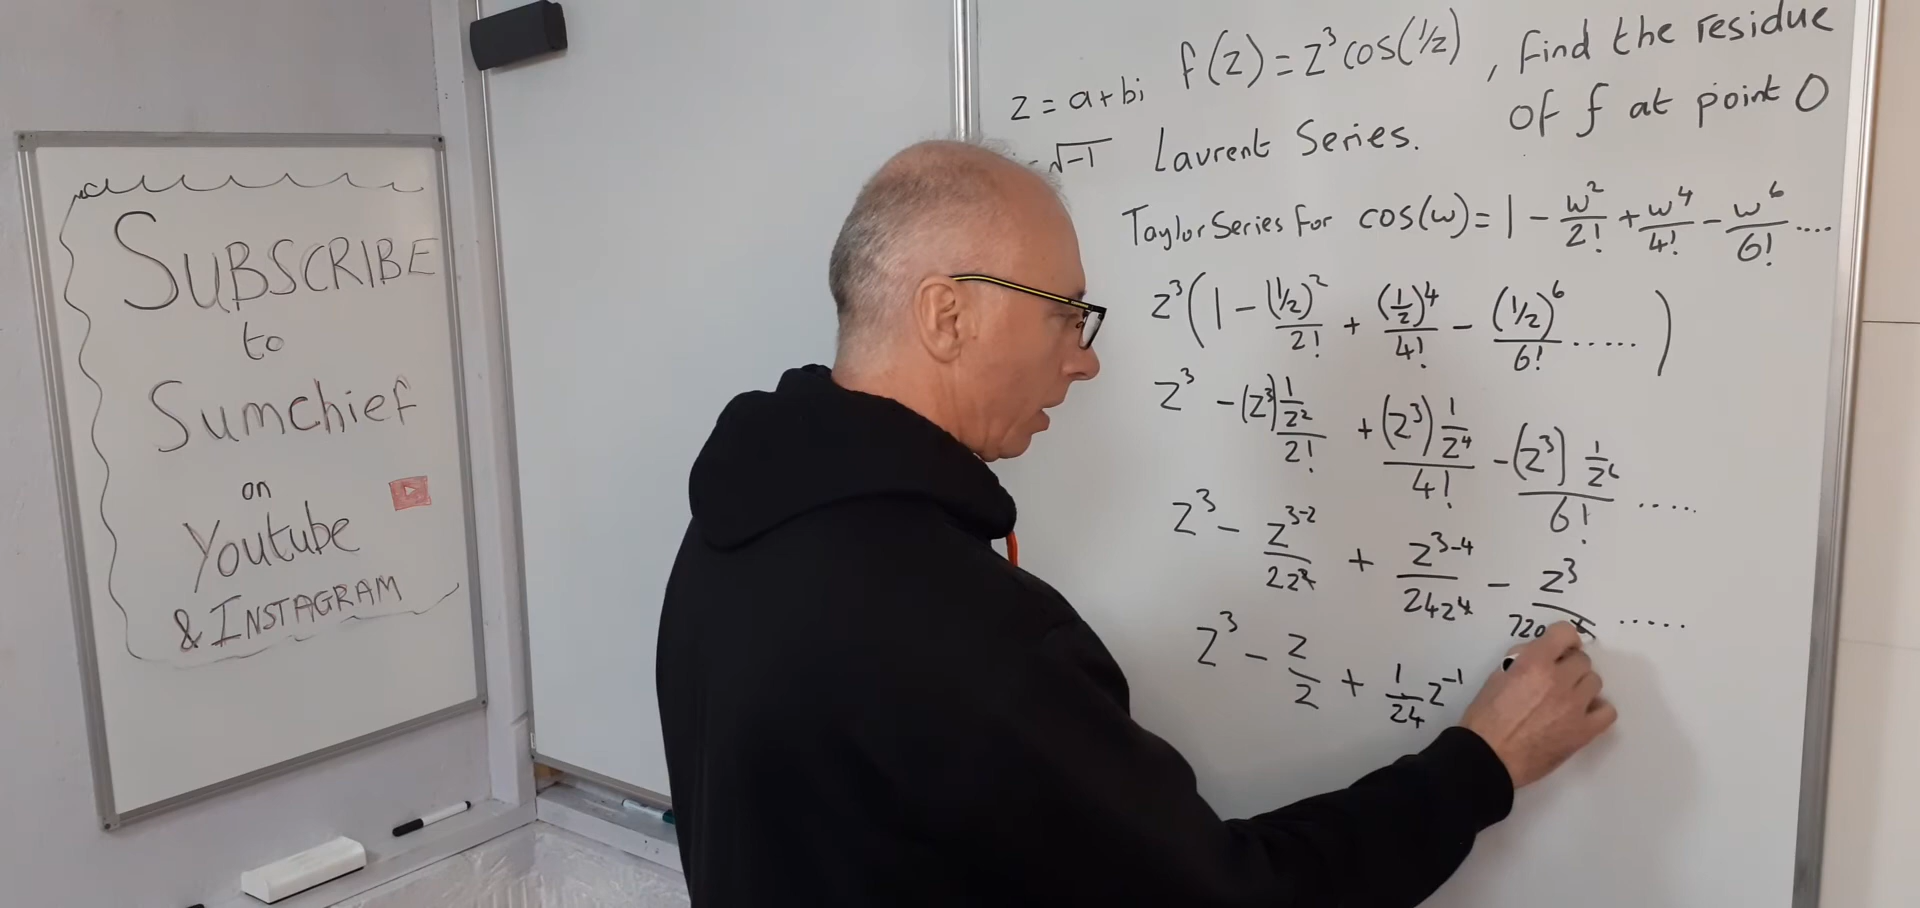 SUBSCRIBE
to
Sumchief
on
Youtube
& INSTAGRAM
f(z) = z³cos(1/z) , find the residue
of f at point 0
z = a+bi
√-1
Laurent Series.
Taylor Series for cos(w) = 1 - w²/2! + w⁴/4! - w⁶/6! ....
z³(1 - (1/z)²/2! + (1/z)⁴/4! - (1/z)⁶/6! ..... )
z³ - (z³)1/z²/2! + (z³)1/z⁴/4! - (z³)1/z⁶/6! .....
z³ - z³⁻²/2z² + z³⁻⁴/24z⁴ - z³/720 .....
z³ - z/2 + 1/24 z⁻¹